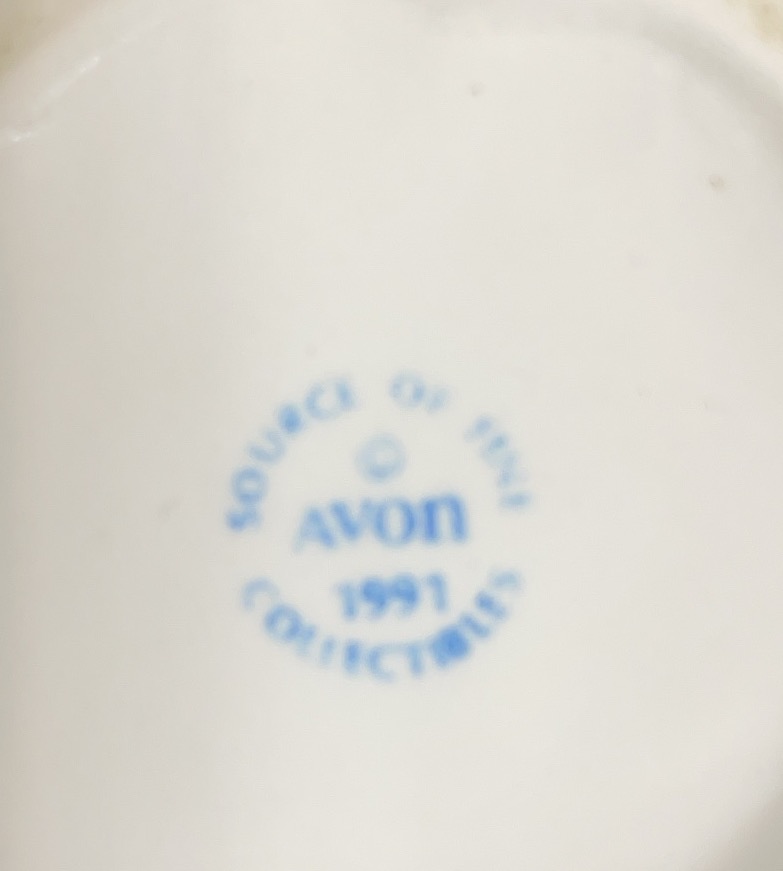 SOURCE OF FINE
©
AVON
1991
COLLECTIBLES